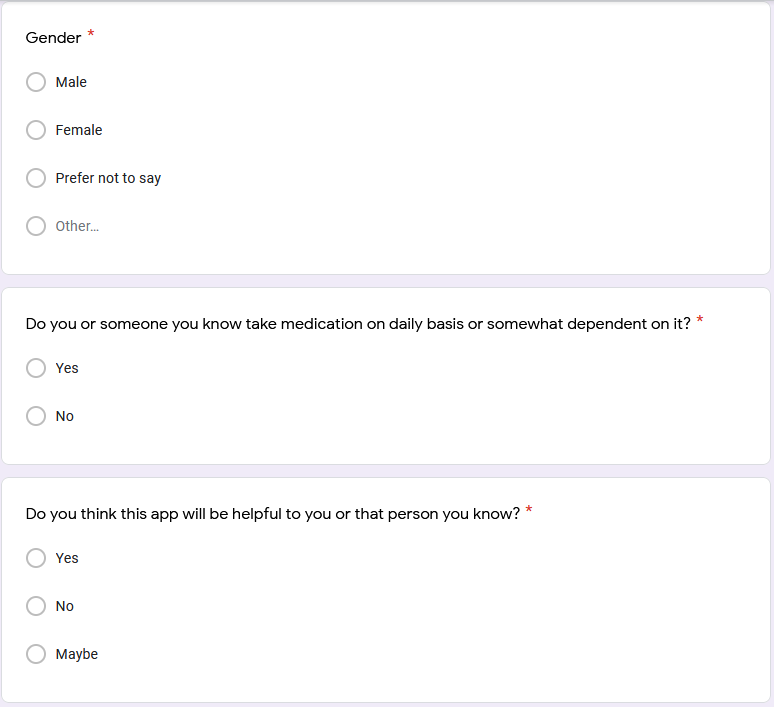 Gender *
Male
Female
Prefer not to say
Other...
Do you or someone you know take medication on daily basis or somewhat dependent on it? *
Yes
No
Do you think this app will be helpful to you or that person you know? *
Yes
No
Maybe